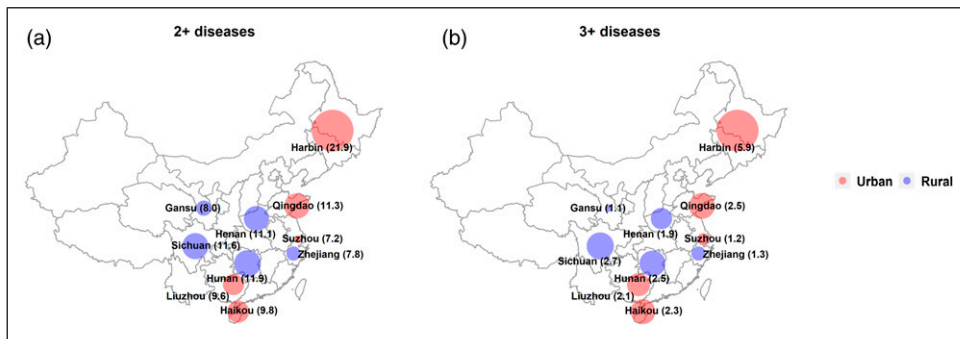 (a)
2+ diseases
Harbin (21.9)
Gansu (8.0)
Qingdao (11.3)
Henan (11.1)
Suzhou (7.2)
Sichuan (11.6)
Zhejiang (7.8)
Hunan (11.9)
Liuzhou (9.6)
Haikou (9.8)
(b)
3+ diseases
Harbin (5.9)
Gansu (1.1)
Qingdao (2.5)
Henan (1.9)
Suzhou (1.2)
Sichuan (2.7)
Zhejiang (1.3)
Hunan (2.5)
Liuzhou (2.1)
Haikou (2.3)
Urban Rural